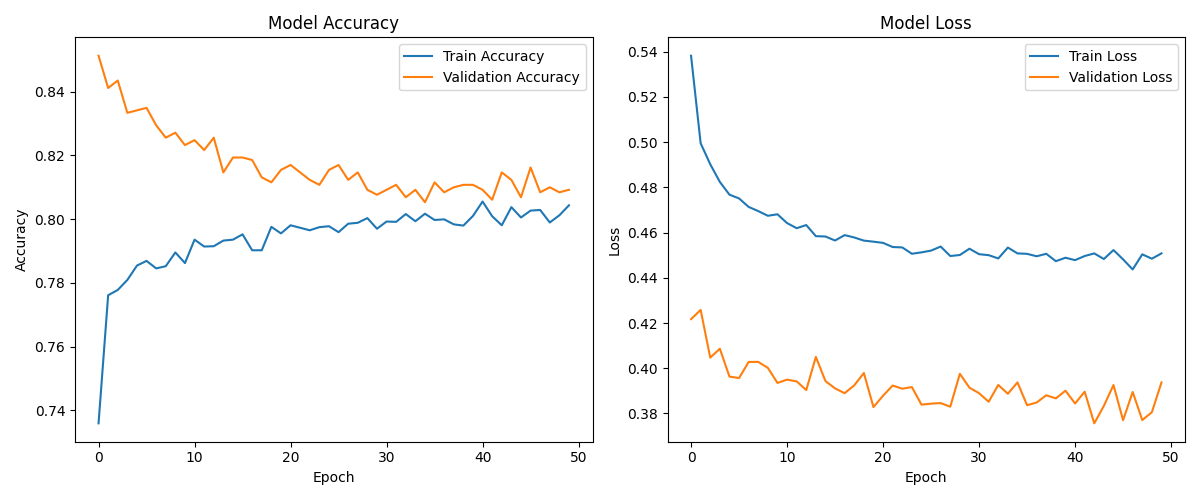 Model Accuracy
Train Accuracy
Validation Accuracy
0.84
0.82
0.80
0.78
0.76
0.74
Accuracy
0 10 20 30 40 50
Epoch
Model Loss
Train Loss
Validation Loss
0.54
0.52
0.50
0.48
0.46
0.44
0.42
0.40
0.38
Loss
0 10 20 30 40 50
Epoch